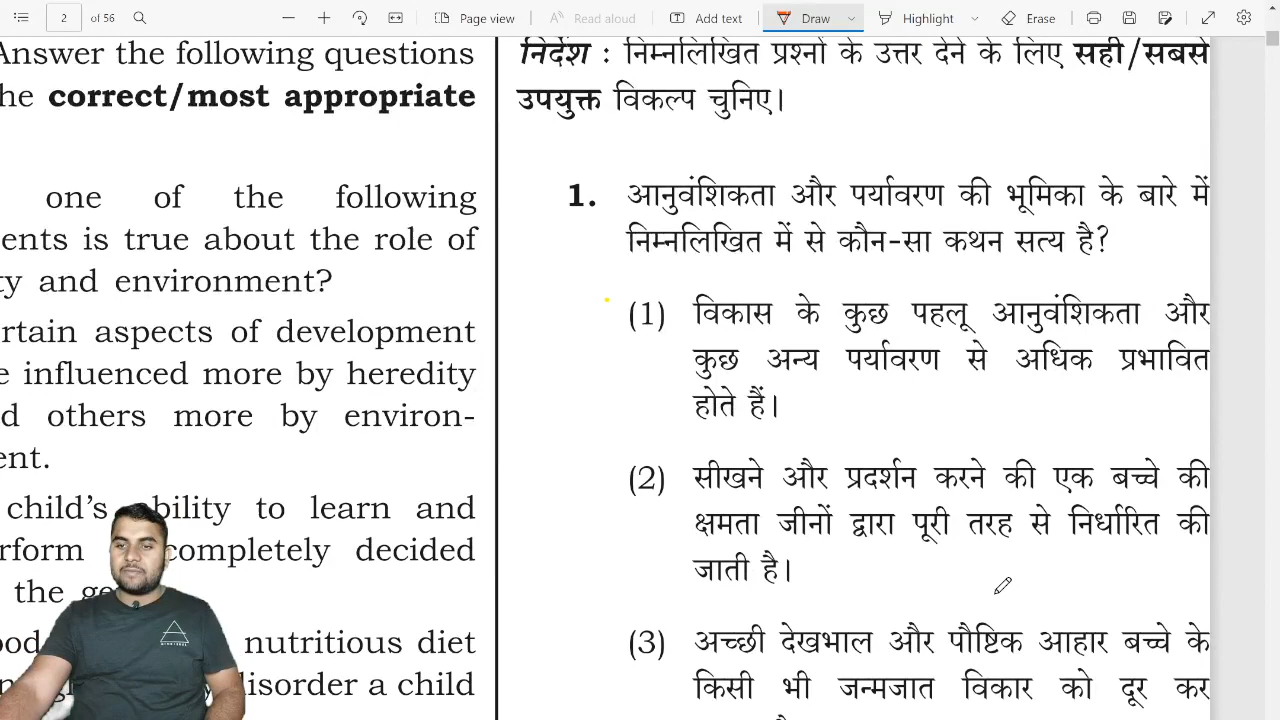 2 of 56 Page view Read aloud Add text Draw Highlight Erase
Answer the following questions
he correct/most appropriate
one of the following
ents is true about the role of
ty and environment?
rtain aspects of development
e influenced more by heredity
d others more by environ-
ent.
child's ability to learn and
rform completely decided
the ge
nutritious diet
disorder a child
निर्देश : निम्नलिखित प्रश्नों के उत्तर देने के लिए सही/सबसे
उपयुक्त विकल्प चुनिए।
1. आनुवंशिकता और पर्यावरण की भूमिका के बारे में
निम्नलिखित में से कौन-सा कथन सत्य है?
(1) विकास के कुछ पहलू आनुवंशिकता और
कुछ अन्य पर्यावरण से अधिक प्रभावित
होते हैं।
(2) सीखने और प्रदर्शन करने की एक बच्चे की
क्षमता जीनों द्वारा पूरी तरह से निर्धारित की
जाती है।
(3) अच्छी देखभाल और पौष्टिक आहार बच्चे के
किसी भी जन्मजात विकार को दूर कर